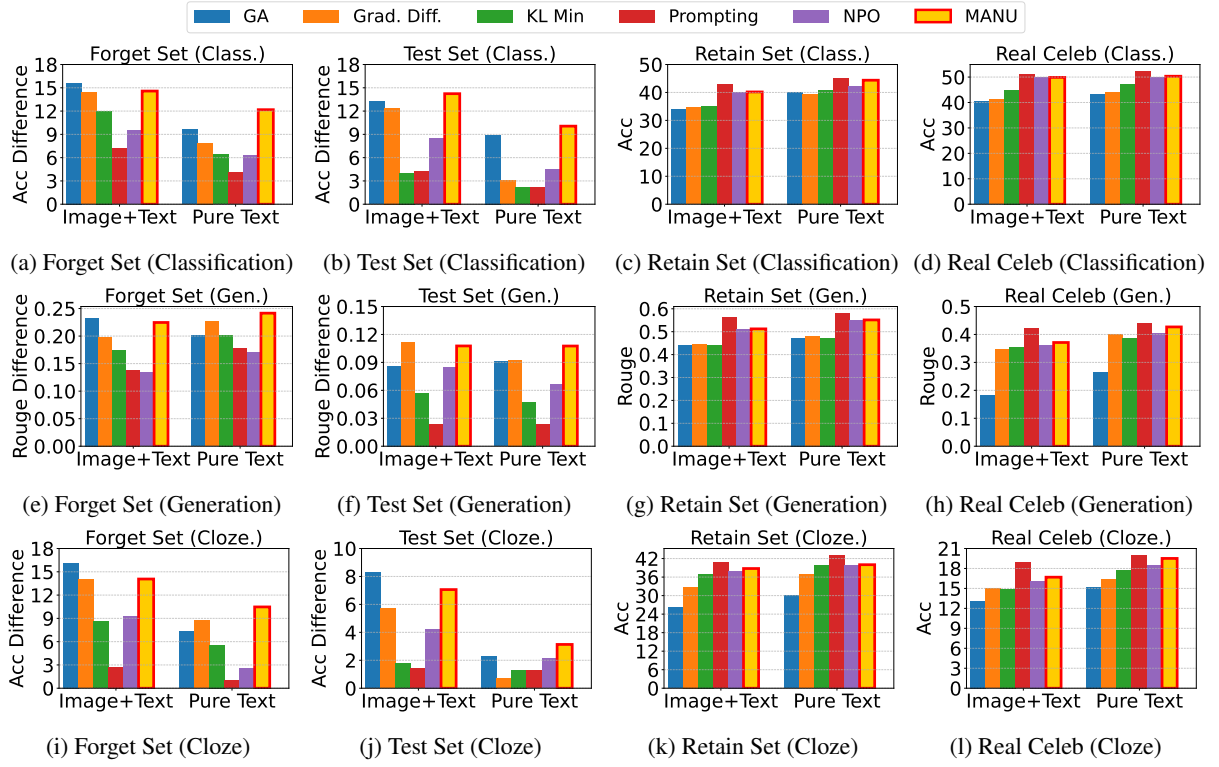 GA Grad. Diff. KL Min Prompting NPO MANU
Forget Set (Class.) Test Set (Class.) Retain Set (Class.) Real Celeb (Class.)
Acc Difference 18 15 12 9 6 3 0
Acc Difference 18 15 12 9 6 3 0
Acc 50 40 30 20 10 0
Acc 50 40 30 20 10 0
Image+Text Pure Text Image+Text Pure Text Image+Text Pure Text Image+Text Pure Text
(a) Forget Set (Classification) (b) Test Set (Classification) (c) Retain Set (Classification) (d) Real Celeb (Classification)
Forget Set (Gen.) Test Set (Gen.) Retain Set (Gen.) Real Celeb (Gen.)
Rouge Difference 0.25 0.20 0.15 0.10 0.05 0.00
Rouge Difference 0.15 0.12 0.09 0.06 0.03 0.00
Rouge 0.6 0.5 0.4 0.3 0.2 0.1 0.0
Rouge 0.5 0.4 0.3 0.2 0.1 0.0
Image+Text Pure Text Image+Text Pure Text Image+Text Pure Text Image+Text Pure Text
(e) Forget Set (Generation) (f) Test Set (Generation) (g) Retain Set (Generation) (h) Real Celeb (Generation)
Forget Set (Cloze.) Test Set (Cloze.) Retain Set (Cloze.) Real Celeb (Cloze.)
Acc Difference 18 15 12 9 6 3 0
Acc Difference 10 8 6 4 2 0
Acc 42 36 30 24 18 12 6 0
Acc 21 18 15 12 9 6 3 0
Image+Text Pure Text Image+Text Pure Text Image+Text Pure Text Image+Text Pure Text
(i) Forget Set (Cloze) (j) Test Set (Cloze) (k) Retain Set (Cloze) (l) Real Celeb (Cloze)